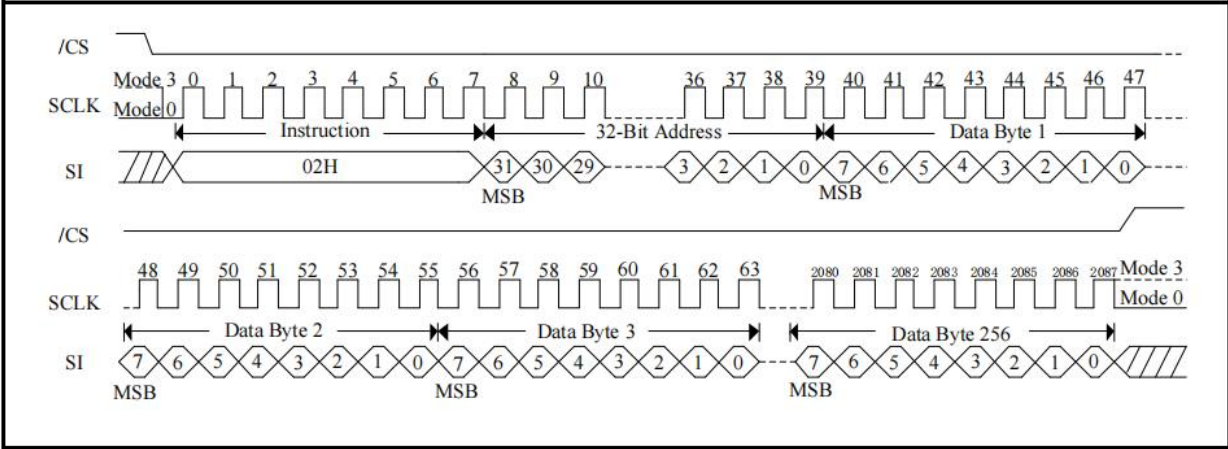 /CS
Mode 3 0 1 2 3 4 5 6 7 8 9 10 36 37 38 39 40 41 42 43 44 45 46 47
SCLK Mode 0
Instruction 32-Bit Address Data Byte 1
SI 02H 31 30 29 3 2 1 0 7 6 5 4 3 2 1 0
MSB MSB
/CS
48 49 50 51 52 53 54 55 56 57 58 59 60 61 62 63 2080 2081 2082 2083 2084 2085 2086 2087 Mode 3
SCLK Mode 0
Data Byte 2 Data Byte 3 Data Byte 256
SI 7 6 5 4 3 2 1 0 7 6 5 4 3 2 1 0 7 6 5 4 3 2 1 0
MSB MSB MSB